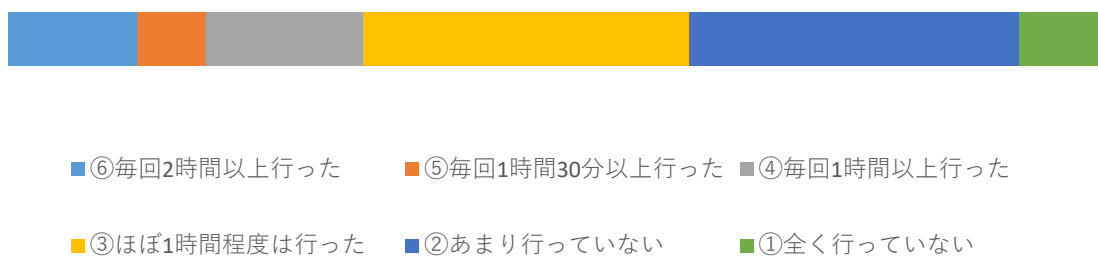 ⑥毎回2時間以上行った ⑤毎回1時間30分以上行った ④毎回1時間以上行った
③ほぼ1時間程度は行った ②あまり行っていない ①全く行っていない